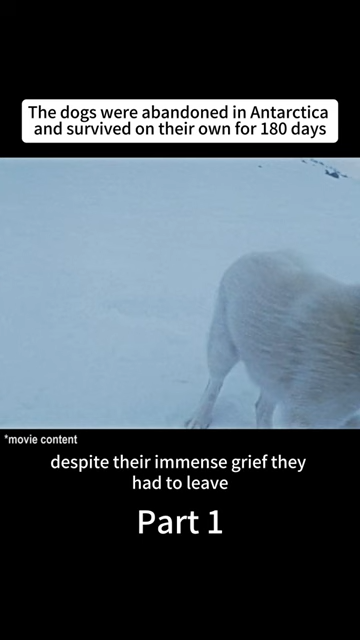 The dogs were abandoned in Antarctica
and survived on their own for 180 days
*movie content
despite their immense grief they
had to leave
Part 1